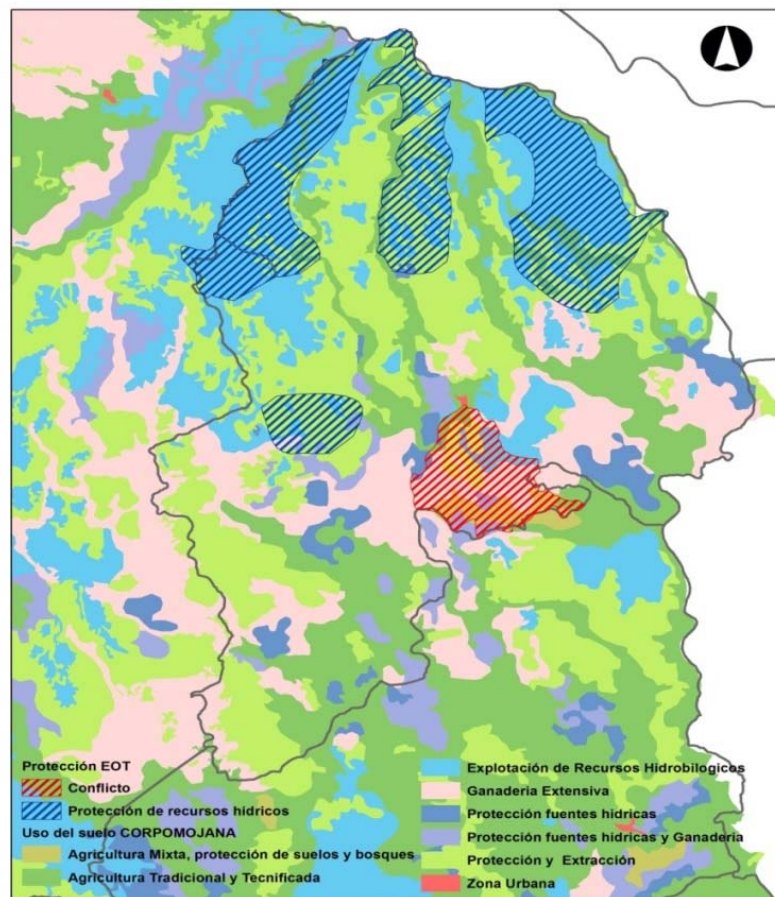 Protección EOT
Conflicto
Protección de recursos hídricos
Uso del suelo CORPOMOJANA
Agricultura Mixta, protección de suelos y bosques
Agricultura Tradicional y Tecnificada
Explotación de Recursos Hidrobilogicos
Ganaderia Extensiva
Protección fuentes hidricas
Protección fuentes hidricas y Ganaderia
Protección y Extracción
Zona Urbana